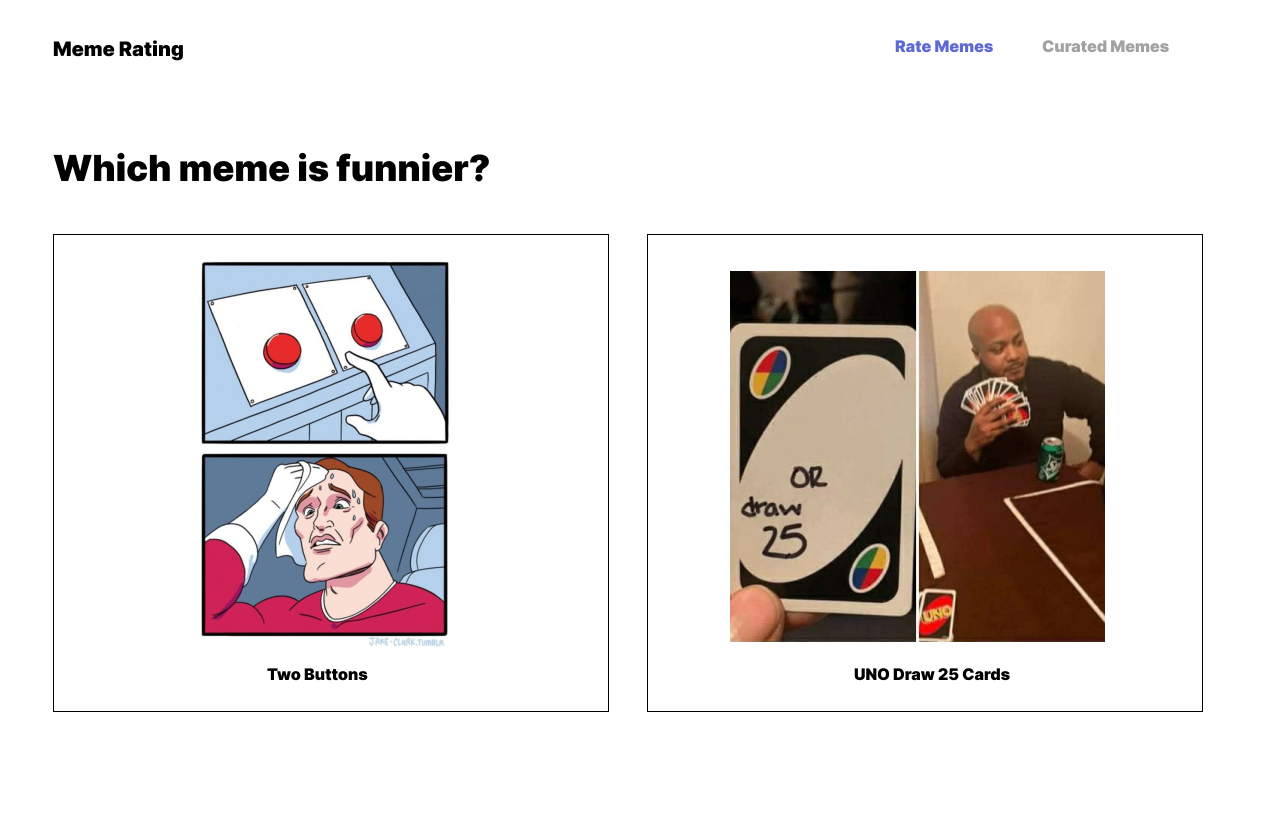 Meme Rating
Rate Memes
Curated Memes
Which meme is funnier?
OR
draw
25
UNO
JAKE-CLARK.TUMBLR
Two Buttons
UNO Draw 25 Cards